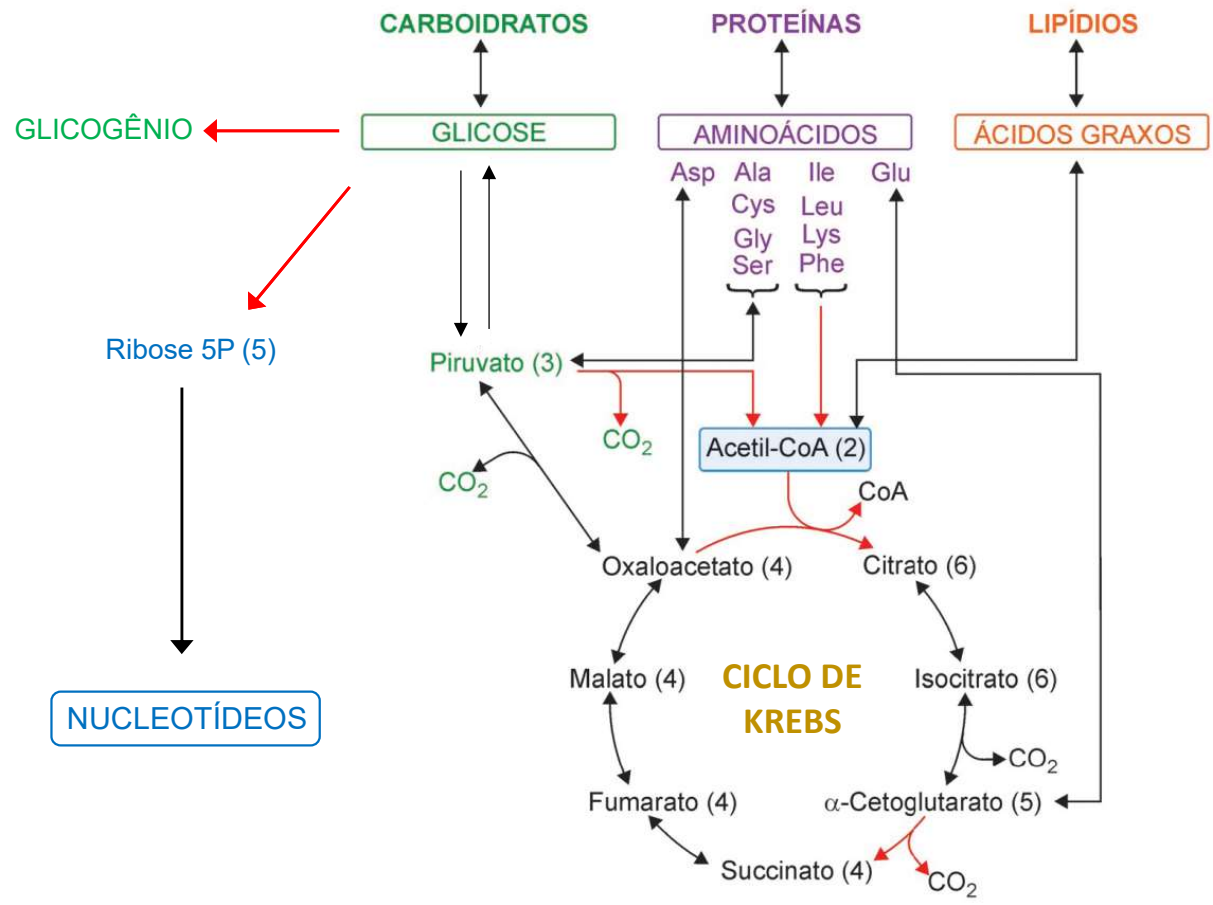 CARBOIDRATOS
PROTEÍNAS
LIPÍDIOS
GLICOGÊNIO
GLICOSE
AMINOÁCIDOS
ÁCIDOS GRAXOS
Asp Ala Ile Glu
Cys Leu
Gly Lys
Ser Phe
Ribose 5P (5)
Piruvato (3)
CO2
Acetil-CoA (2)
CO2
CoA
Oxaloacetato (4)
Citrato (6)
Malato (4)
CICLO DE
KREBS
Isocitrato (6)
NUCLEOTÍDEOS
CO2
Fumarato (4)
α-Cetoglutarato (5)
Succinato (4)
CO2